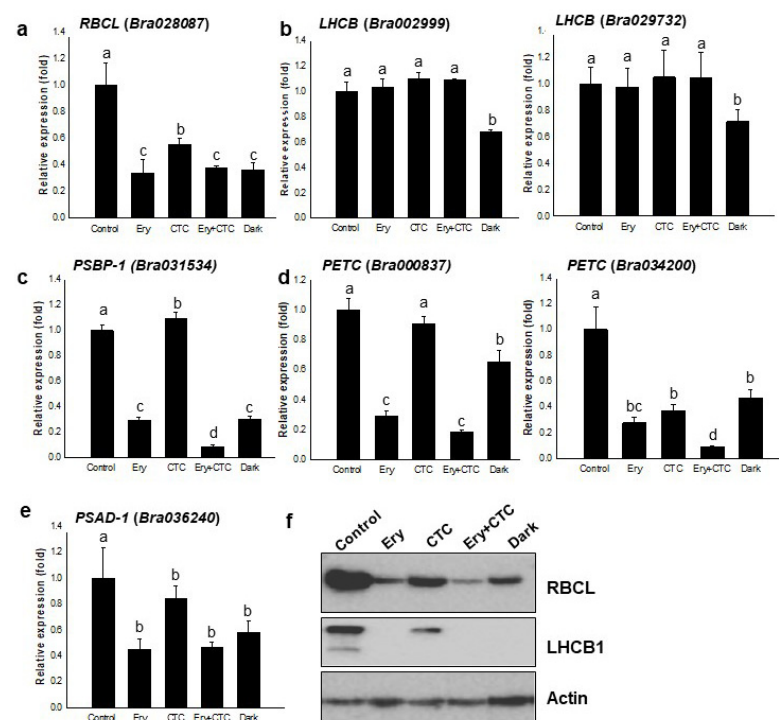 a
RBCL (Bra028087)
Relative expression (fold)
1.4
1.2
1.0
0.8
0.6
0.4
0.2
0.0
a
c
b
c
c
Control Ery CTC Ery+CTC Dark
b
LHCB (Bra002999)
Relative expression (fold)
1.4
1.2
1.0
0.8
0.6
0.4
0.2
0.0
a
a
a
a
b
Control Ery CTC Ery+CTC Dark
LHCB (Bra029732)
Relative expression (fold)
1.2
1.0
0.8
0.6
0.4
0.2
0.0
a
a
a
a
b
Control Ery CTC Ery+CTC Dark
c
PSBP-1 (Bra031534)
Relative expression (fold)
1.4
1.2
1.0
0.8
0.6
0.4
0.2
0.0
a
c
b
d
c
Control Ery CTC Ery+CTC Dark
d
PETC (Bra000837)
Relative expression (fold)
1.2
1.0
0.8
0.6
0.4
0.2
0.0
a
c
a
c
b
Control Ery CTC Ery+CTC Dark
PETC (Bra034200)
Relative expression (fold)
1.4
1.2
1.0
0.8
0.6
0.4
0.2
0.0
a
bc
b
d
b
Control Ery CTC Ery+CTC Dark
e
PSAD-1 (Bra036240)
Relative expression (fold)
1.4
1.2
1.0
0.8
0.6
0.4
0.2
0.0
a
b
b
b
b
Control Ery CTC Ery+CTC Dark
f
Control Ery CTC Ery+CTC Dark
RBCL
LHCB1
Actin